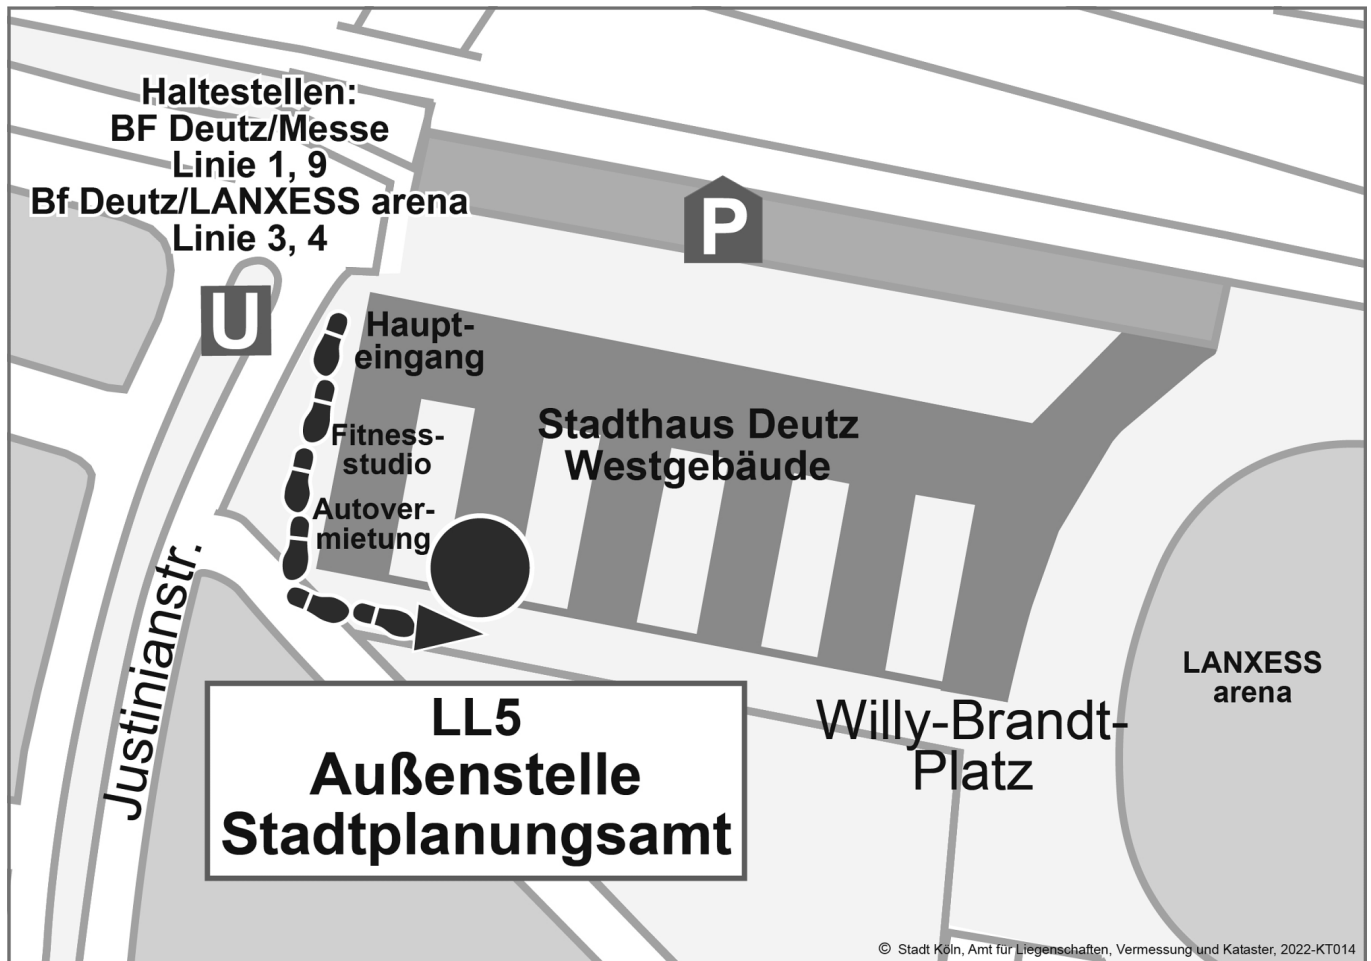 Haltestellen:
BF Deutz/Messe
Linie 1, 9
Bf Deutz/LANXESS arena
Linie 3, 4
P
U
Haupt-
eingang
Stadthaus Deutz
Westgebäude
Fitness-
studio
Autover-
mietung
Justinianstr.
LANXESS
arena
Willy-Brandt-
Platz
LL5
Außenstelle
Stadtplanungsamt
© Stadt Köln, Amt für Liegenschaften, Vermessung und Kataster, 2022-KT014